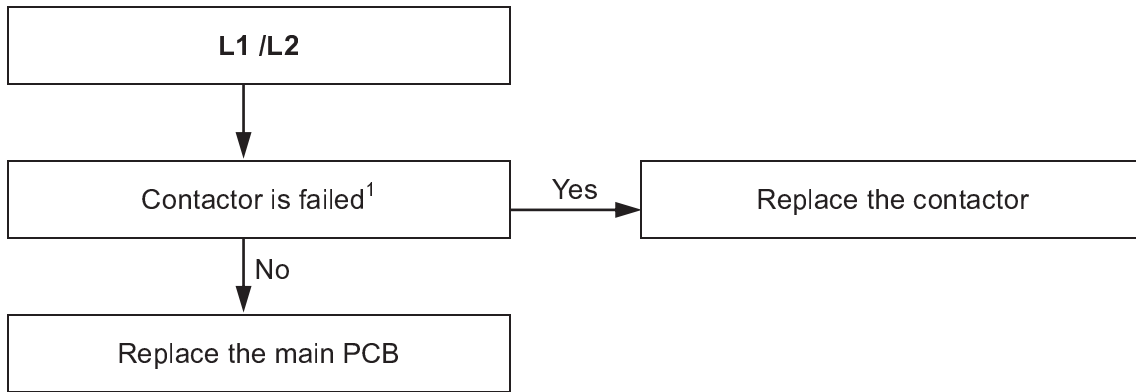 L1 /L2
Contactor is failed¹
Yes
Replace the contactor
No
Replace the main PCB